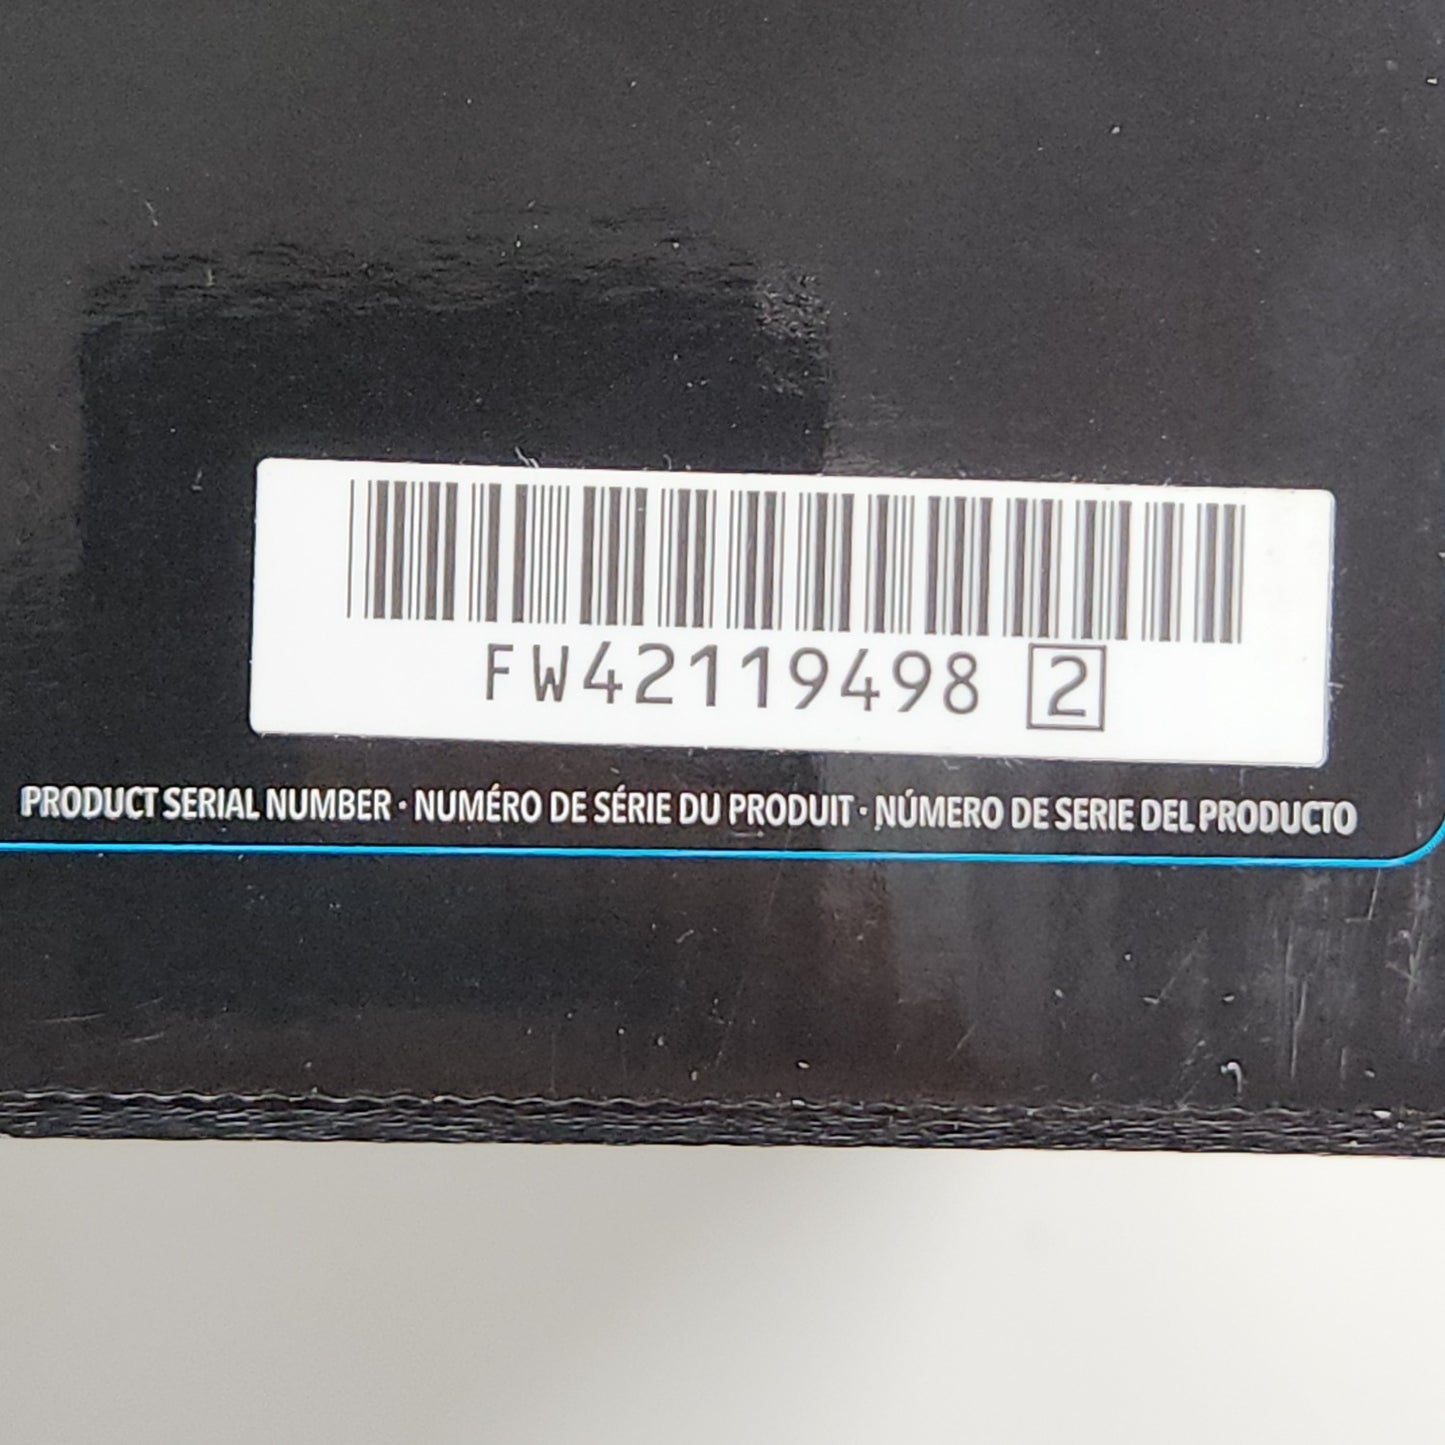 FW42119498 2
PRODUCT SERIAL NUMBER · NUMÉRO DE SÉRIE DU PRODUIT · NÚMERO DE SERIE DEL PRODUCTO